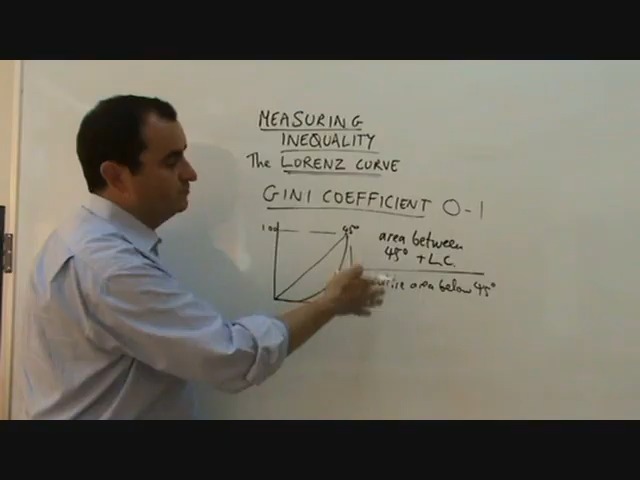 MEASURING
INEQUALITY
The LORENZ CURVE
GINI COEFFICIENT 0-1
100
45°
area between
45° + L.C.
area below 45°